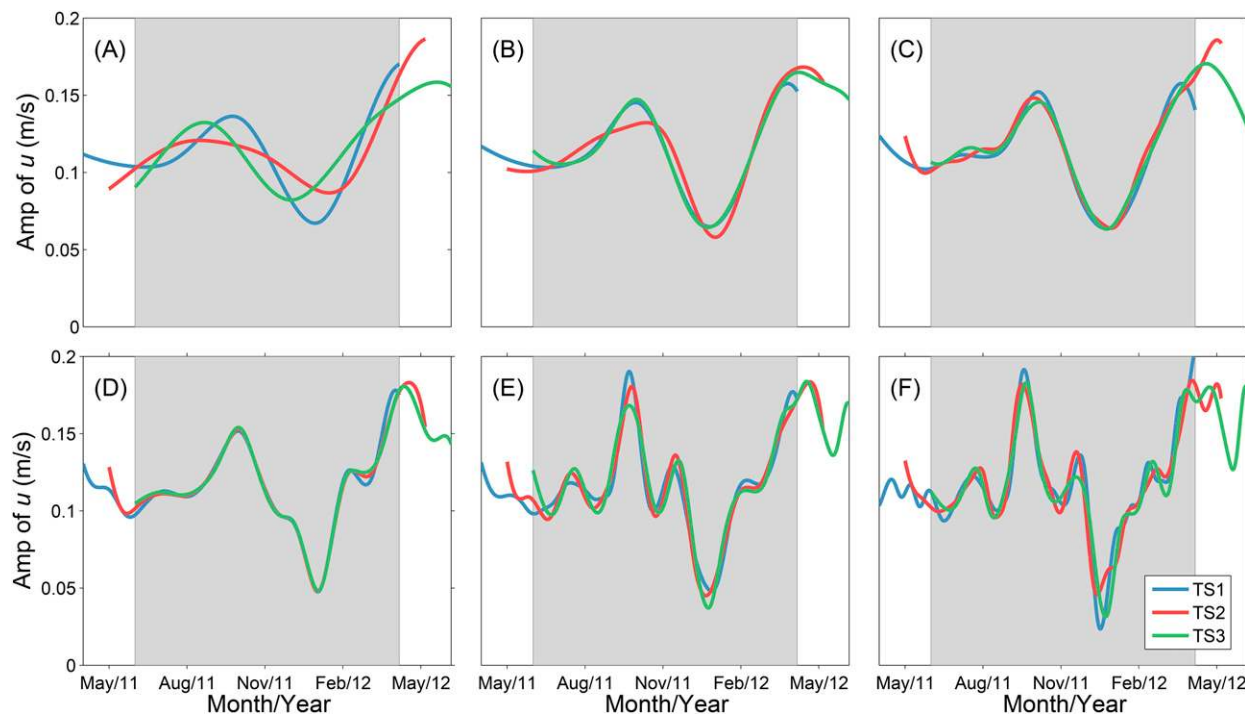 0.2
0.15
0.1
0.05
0
Amp of u (m/s)
(A)
(B)
(C)
0.2
0.15
0.1
0.05
0
Amp of u (m/s)
(D)
(E)
(F)
TS1
TS2
TS3
May/11 Aug/11 Nov/11 Feb/12 May/12
May/11 Aug/11 Nov/11 Feb/12 May/12
May/11 Aug/11 Nov/11 Feb/12 May/12
Month/Year
Month/Year
Month/Year